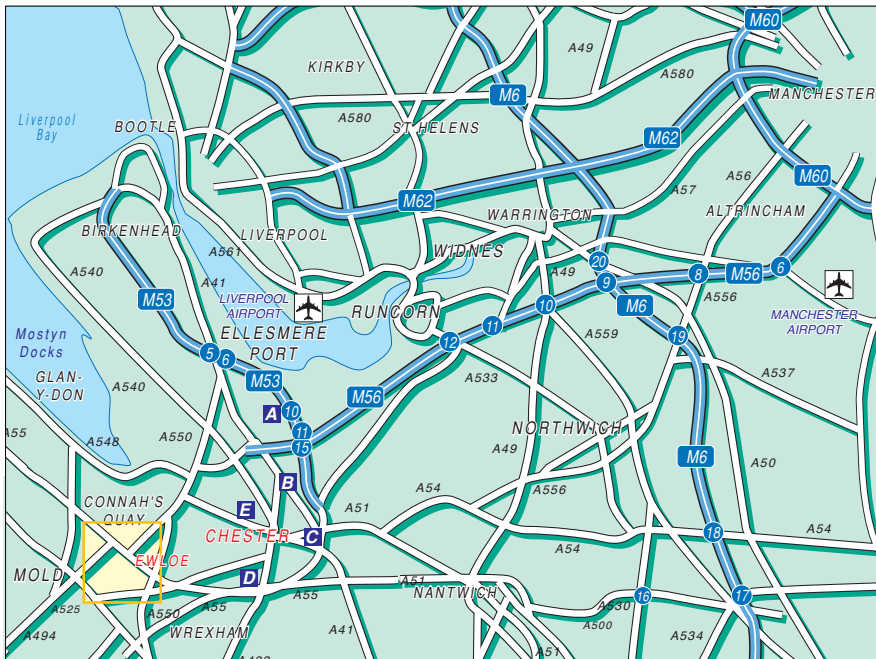 M60
A49
KIRKBY
A580
M6
MANCHESTER
Liverpool
Bay
BOOTLE
A580
ST HELENS
M62
M60
A56
A57
M62
WARRINGTON
ALTRINCHAM
BIRKENHEAD
A561
LIVERPOOL
WIDNES
A540
A41
20
A49
9
8
M56
6
M53
LIVERPOOL
AIRPORT
RUNCORN
10
M6
A556
MANCHESTER
AIRPORT
Mostyn
Docks
ELLESMERE
PORT
11
12
A559
19
5
6
GLAN-
Y-DON
M53
M56
A533
A537
A540
A
10
11
15
NORTHWICH
A55
A548
A550
A49
M6
A50
B
A54
A556
CONNAH'S
QUAY
E
A51
CHESTER
C
A54
18
A54
EWLOE
MOLD
D
A51
NANTWICH
16
17
A525
A550
A55
A55
A530
A500
A494
WREXHAM
A41
A534
A51